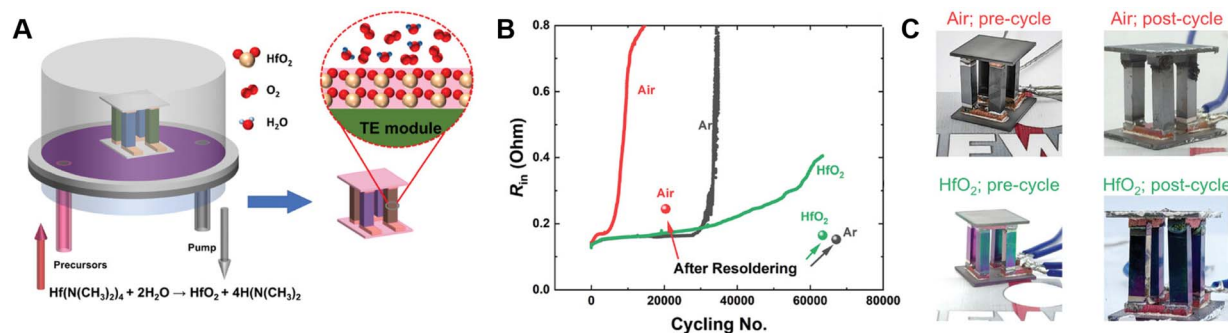 A
HfO₂
O₂
H₂O
TE module
Precursors
Pump
Hf(N(CH₃)₂)₄ + 2H₂O → HfO₂ + 4H(N(CH₃)₂
B
0.8
0.6
0.4
0.2
0.0
Rin (Ohm)
Air
Ar
HfO₂
Air
HfO₂
Ar
After Resoldering
0
20000
40000
60000
80000
Cycling No.
C
Air; pre-cycle
Air; post-cycle
HfO₂; pre-cycle
HfO₂; post-cycle